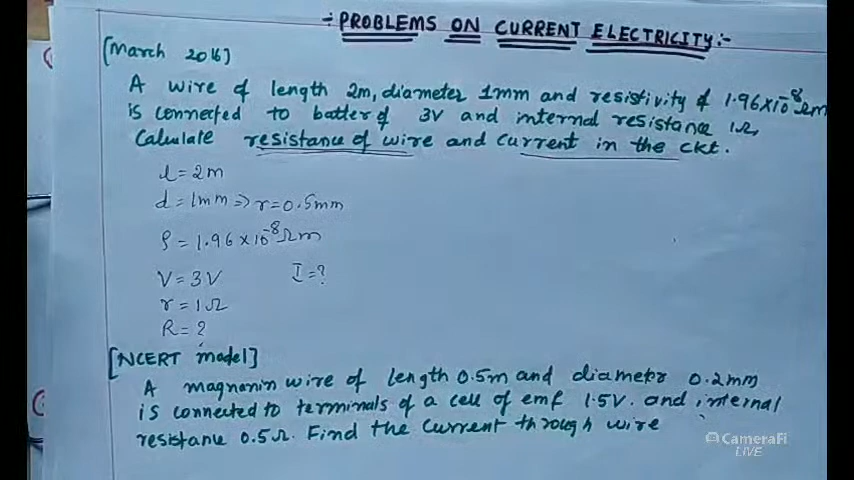 ÷ PROBLEMS ON CURRENT ELECTRICITY:-
[March 2016]
A wire of length 2m, diameter 1mm and resistivity of 1.96×10⁻⁸Ωm
is connected to batter of 3V and internal resistance 1Ω,
Calculate resistance of wire and current in the ckt.
l = 2m
d = 1mm ⇒ r = 0.5mm
ρ = 1.96×10⁻⁸Ωm
V = 3V I = ?
r = 1Ω
R = ?
[NCERT model]
A magnanin wire of length 0.5m and diameter 0.2mm
is connected to terminals of a cell of emf 1.5V. and internal
resistance 0.5Ω. Find the current through wire
CameraFi
LIVE